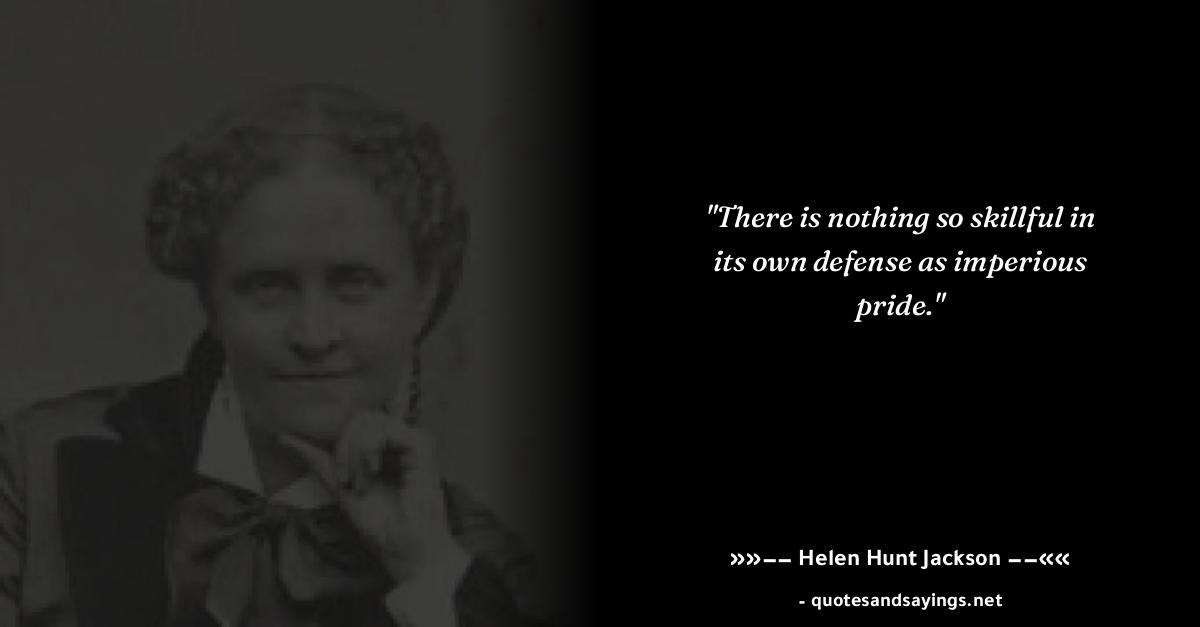 "There is nothing so skillful in
its own defense as imperious
pride."
»»−− Helen Hunt Jackson −−««
- quotesandsayings.net